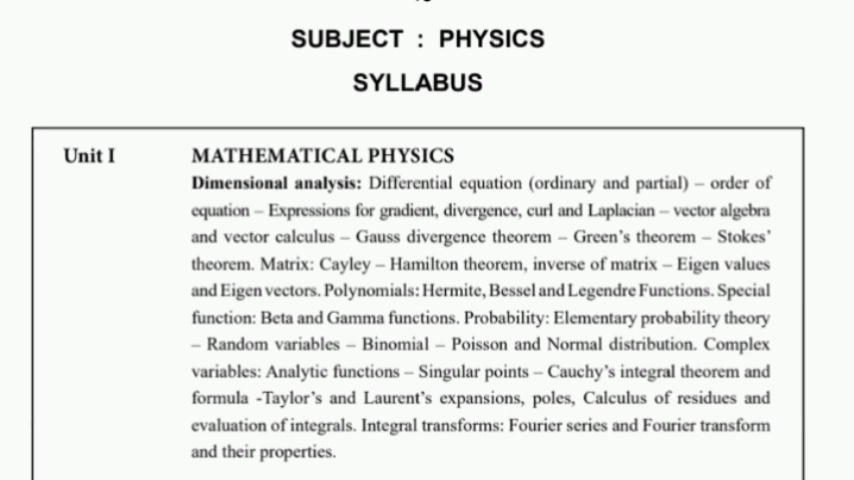 SUBJECT : PHYSICS
SYLLABUS
Unit I MATHEMATICAL PHYSICS
Dimensional analysis: Differential equation (ordinary and partial) – order of
equation – Expressions for gradient, divergence, curl and Laplacian – vector algebra
and vector calculus – Gauss divergence theorem – Green's theorem – Stokes'
theorem. Matrix: Cayley – Hamilton theorem, inverse of matrix – Eigen values
and Eigen vectors. Polynomials: Hermite, Bessel and Legendre Functions. Special
function: Beta and Gamma functions. Probability: Elementary probability theory
– Random variables – Binomial – Poisson and Normal distribution. Complex
variables: Analytic functions – Singular points – Cauchy's integral theorem and
formula -Taylor's and Laurent's expansions, poles, Calculus of residues and
evaluation of integrals. Integral transforms: Fourier series and Fourier transform
and their properties.